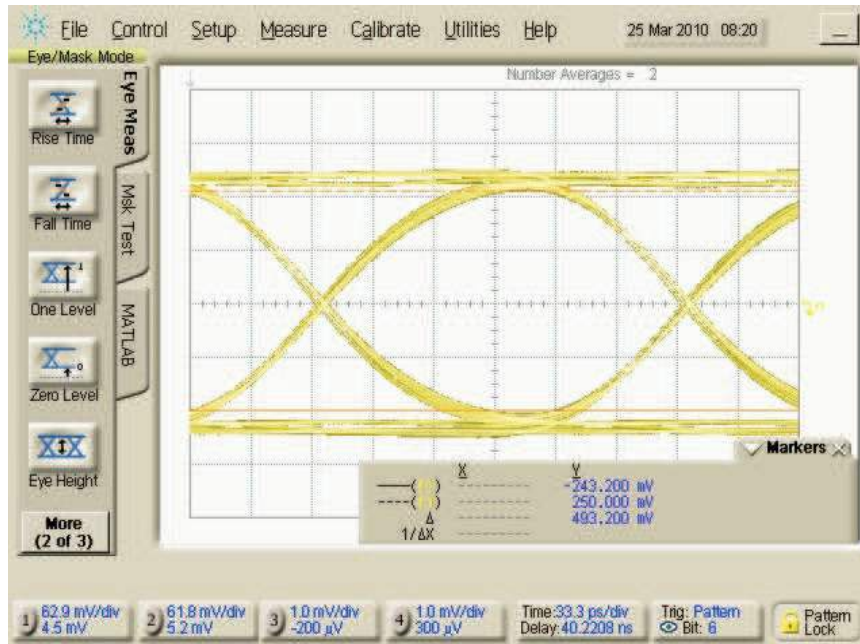 File Control Setup Measure Calibrate Utilities Help 25 Mar 2010 08:20
Eye/Mask Mode
Number Averages = 2
Eye Meas
Msk Test
MATLAB
Rise Time
Fall Time
One Level
Zero Level
Eye Height
More
(2 of 3)
Markers
X Y
—( ) --------- -243.200 mV
----( ) --------- 250.000 mV
Δ --------- 493.200 mV
1/ΔX ---------
1) 62.9 mV/div
4.5 mV
2) 61.8 mV/div
5.2 mV
3) 1.0 mV/div
-200 µV
4) 1.0 mV/div
300 µV
Time:33.3 ps/div
Delay:40.2208 ns
Trig: Pattern
Bit: 6
Pattern
Lock